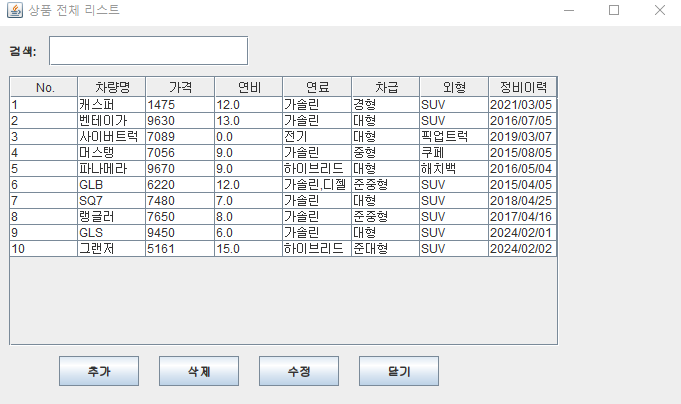 상품 전체 리스트
검색:
No. 차량명 가격 연비 연료 차급 외형 정비이력
1 캐스퍼 1475 12.0 가솔린 경형 SUV 2021/03/05
2 벤테이가 9630 13.0 가솔린 대형 SUV 2016/07/05
3 사이버트럭 7089 0.0 전기 대형 픽업트럭 2019/03/07
4 머스탱 7056 9.0 가솔린 중형 쿠페 2015/08/05
5 파나메라 9670 9.0 하이브리드 대형 해치백 2016/05/04
6 GLB 6220 12.0 가솔린,디젤 준중형 SUV 2015/04/05
7 SQ7 7480 7.0 가솔린 대형 SUV 2018/04/25
8 랭글러 7650 8.0 가솔린 준중형 SUV 2017/04/16
9 GLS 9450 6.0 가솔린 대형 SUV 2024/02/01
10 그랜저 5161 15.0 하이브리드 준대형 SUV 2024/02/02
추가 삭제 수정 닫기